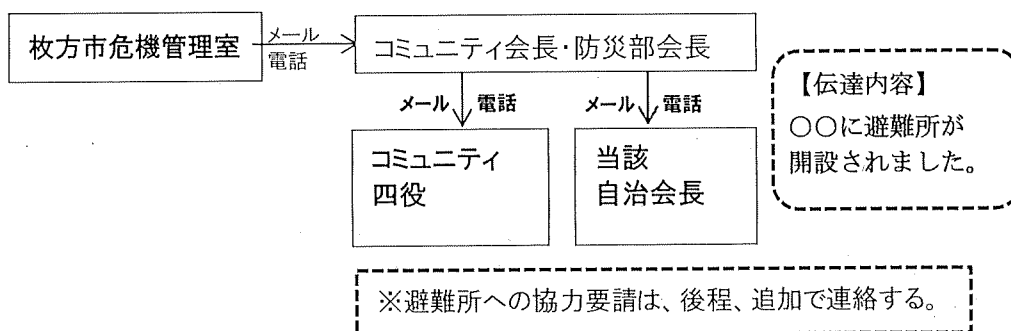 枚方市危機管理室
メール
電話
コミュニティ会長・防災部会長
メール 電話
メール 電話
コミュニティ
四役
当該
自治会長
【伝達内容】
〇〇に避難所が
開設されました。
※避難所への協力要請は、後程、追加で連絡する。